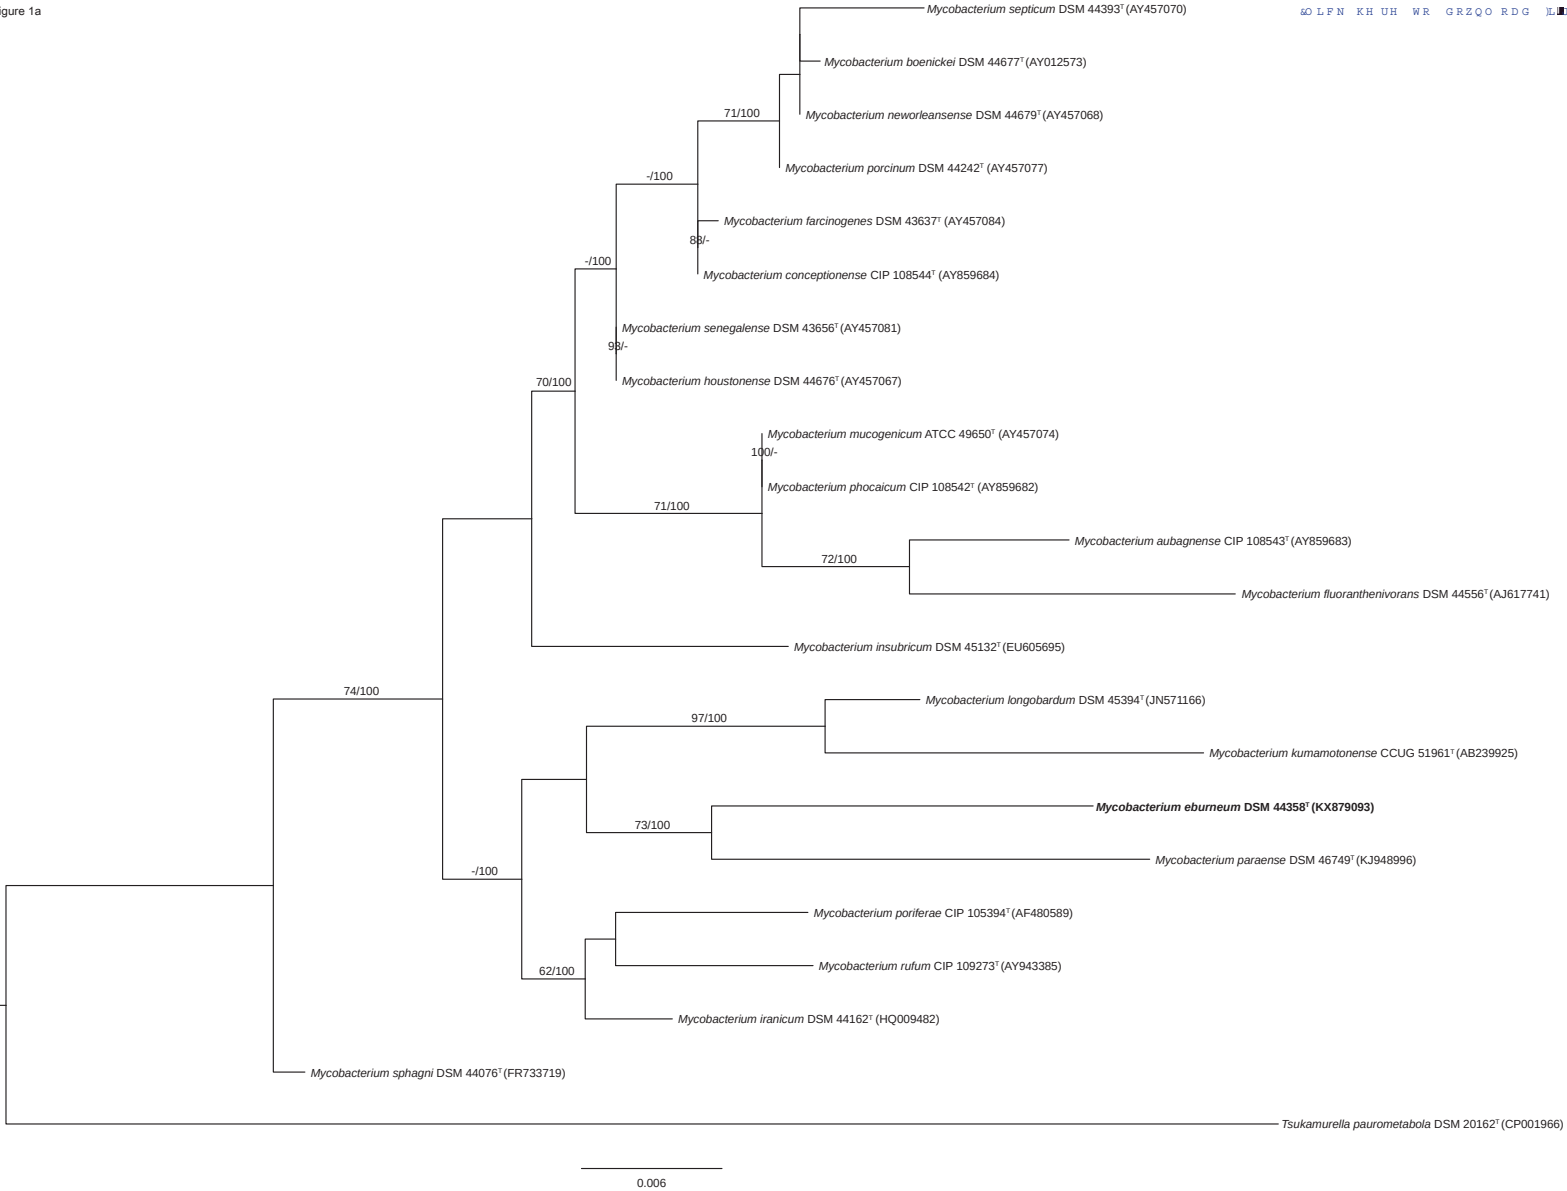 igure 1a
Mycobacterium septicum DSM 44393ᵀ (AY457070)
Mycobacterium boenickei DSM 44677ᵀ (AY012573)
71/100
Mycobacterium neworleansense DSM 44679ᵀ (AY457068)
Mycobacterium porcinum DSM 44242ᵀ (AY457077)
-/100
Mycobacterium farcinogenes DSM 43637ᵀ (AY457084)
88/-
-/100
Mycobacterium conceptionense CIP 108544ᵀ (AY859684)
Mycobacterium senegalense DSM 43656ᵀ (AY457081)
93/-
70/100
Mycobacterium houstonense DSM 44676ᵀ (AY457067)
Mycobacterium mucogenicum ATCC 49650ᵀ (AY457074)
100/-
Mycobacterium phocaicum CIP 108542ᵀ (AY859682)
71/100
Mycobacterium aubagnense CIP 108543ᵀ (AY859683)
72/100
Mycobacterium fluoranthenivorans DSM 44556ᵀ (AJ617741)
Mycobacterium insubricum DSM 45132ᵀ (EU605695)
74/100
Mycobacterium longobardum DSM 45394ᵀ (JN571166)
97/100
Mycobacterium kumamotonense CCUG 51961ᵀ (AB239925)
Mycobacterium eburneum DSM 44358ᵀ (KX879093)
73/100
Mycobacterium paraense DSM 46749ᵀ (KJ948996)
-/100
Mycobacterium poriferae CIP 105394ᵀ (AF480589)
Mycobacterium rufum CIP 109273ᵀ (AY943385)
62/100
Mycobacterium iranicum DSM 44162ᵀ (HQ009482)
Mycobacterium sphagni DSM 44076ᵀ (FR733719)
Tsukamurella paurometabola DSM 20162ᵀ (CP001966)
0.006